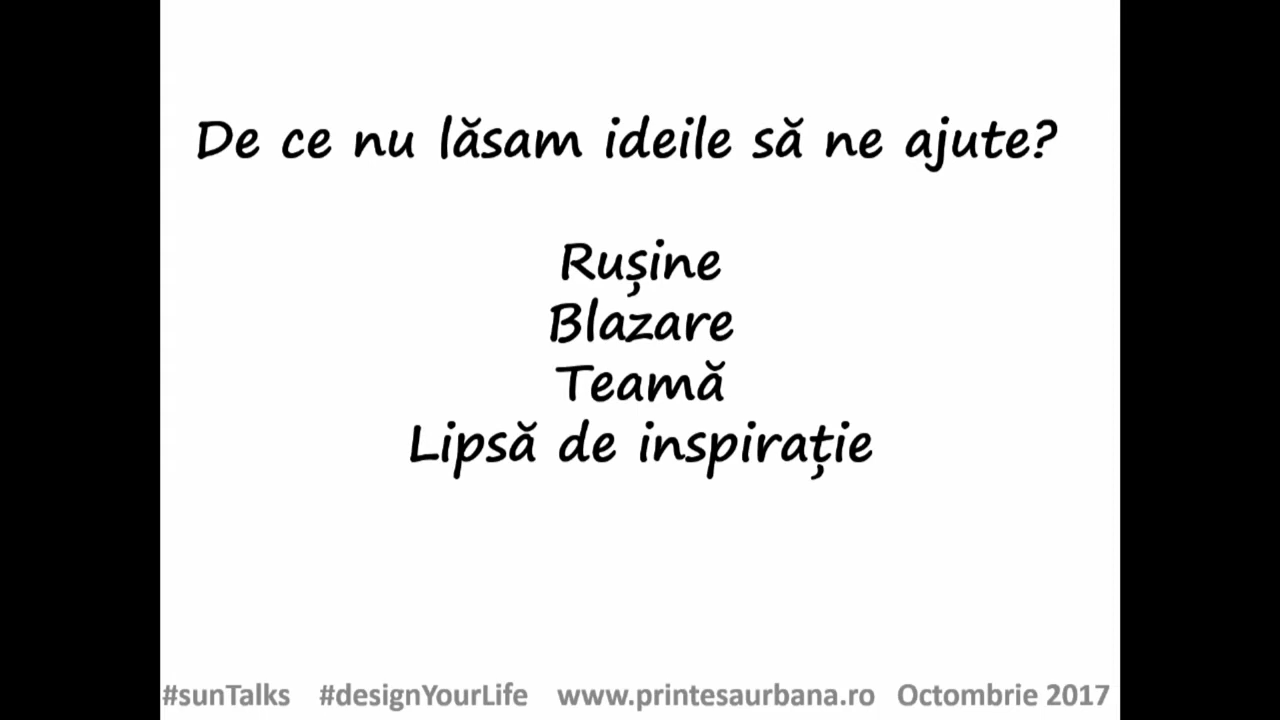 De ce nu lăsam ideile să ne ajute?
Rușine
Blazare
Teamă
Lipsă de inspirație
#sunTalks #designYourLife www.printesaurbana.ro Octombrie 2017